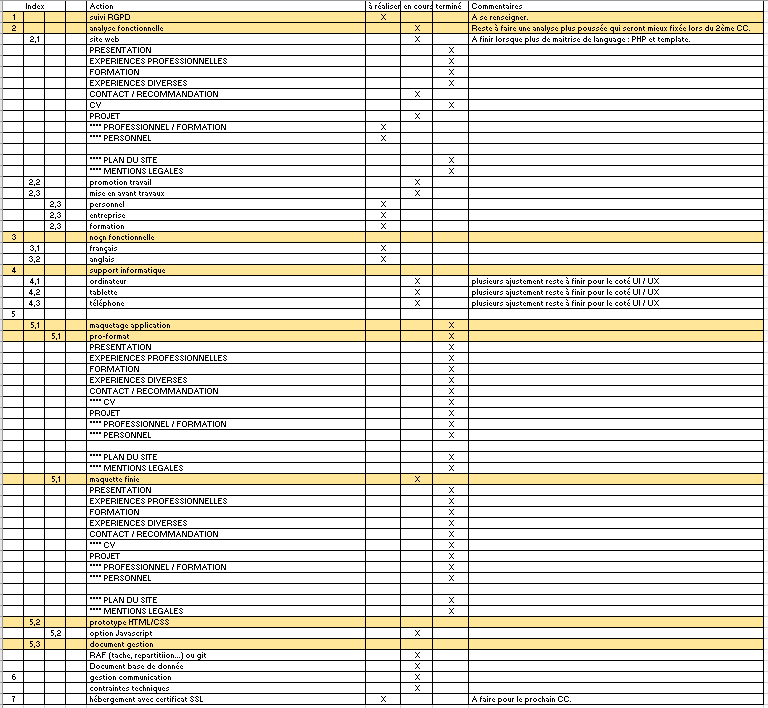 Index Action à réaliser en cours terminé Commentaires
1 suivi RGPD X A se renseigner.
2 analyse fonctionnelle X Reste à faire une analyse plus poussée qui seront mieux fixée lors du 2ème CC.
2,1 site web X A finir lorsque plus de maitrise de language : PHP et template.
PRESENTATION X
EXPERIENCES PROFESSIONNELLES X
FORMATION X
EXPERIENCES DIVERSES X
CONTACT / RECOMMANDATION X
CV X
PROJET X
**** PROFESSIONNEL / FORMATION X
**** PERSONNEL X
**** PLAN DU SITE X
**** MENTIONS LEGALES X
2,2 promotion travail X
2,3 mise en avant travaux X
2,3 personnel X
2,3 entreprise X
2,3 formation X
3 noçn fonctionnelle
3,1 français X
3,2 anglais X
4 support informatique
4,1 ordinateur X plusieurs ajustement reste à finir pour le coté UI / UX
4,2 tablette X plusieurs ajustement reste à finir pour le coté UI / UX
4,3 téléphone X plusieurs ajustement reste à finir pour le coté UI / UX
5
5,1 maquetage application X
5,1 pro-format X
PRESENTATION X
EXPERIENCES PROFESSIONNELLES X
FORMATION X
EXPERIENCES DIVERSES X
CONTACT / RECOMMANDATION X
**** CV X
PROJET X
**** PROFESSIONNEL / FORMATION X
**** PERSONNEL X
**** PLAN DU SITE X
**** MENTIONS LEGALES X
5,1 maquette finie X
PRESENTATION X
EXPERIENCES PROFESSIONNELLES X
FORMATION X
EXPERIENCES DIVERSES X
CONTACT / RECOMMANDATION X
**** CV X
PROJET X
**** PROFESSIONNEL / FORMATION X
**** PERSONNEL X
**** PLAN DU SITE X
**** MENTIONS LEGALES X
5,2 prototype HTML/CSS
5,2 option Javascript X
5,3 document gestion
RAF (tache, repartitiion...) ou git X
Document base de donnée X
6 gestion communication X
contraintes techniques X
7 hébergement avec certificat SSL X A faire pour le prochain CC.